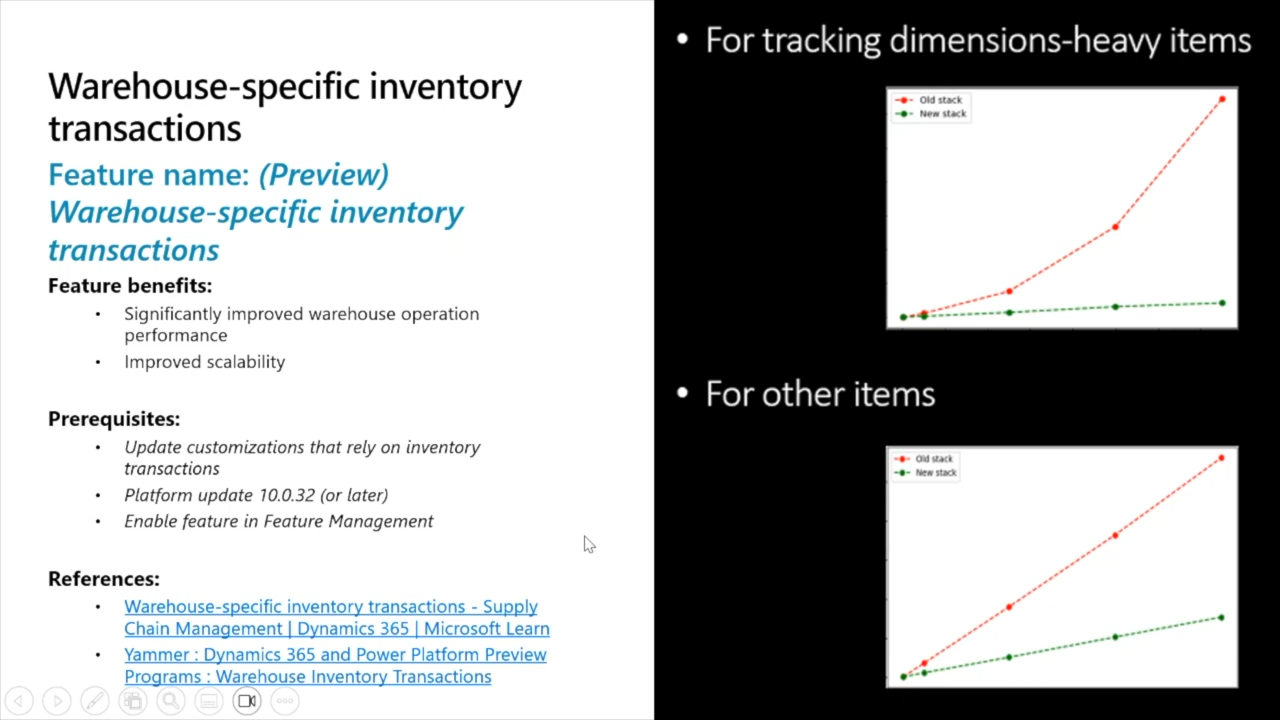 Warehouse-specific inventory
transactions
Feature name: (Preview)
Warehouse-specific inventory
transactions
Feature benefits:
• Significantly improved warehouse operation
performance
• Improved scalability
Prerequisites:
• Update customizations that rely on inventory
transactions
• Platform update 10.0.32 (or later)
• Enable feature in Feature Management
References:
• Warehouse-specific inventory transactions - Supply
Chain Management | Dynamics 365 | Microsoft Learn
• Yammer : Dynamics 365 and Power Platform Preview
Programs : Warehouse Inventory Transactions
• For tracking dimensions-heavy items
Old stack
New stack
• For other items
Old stack
New stack